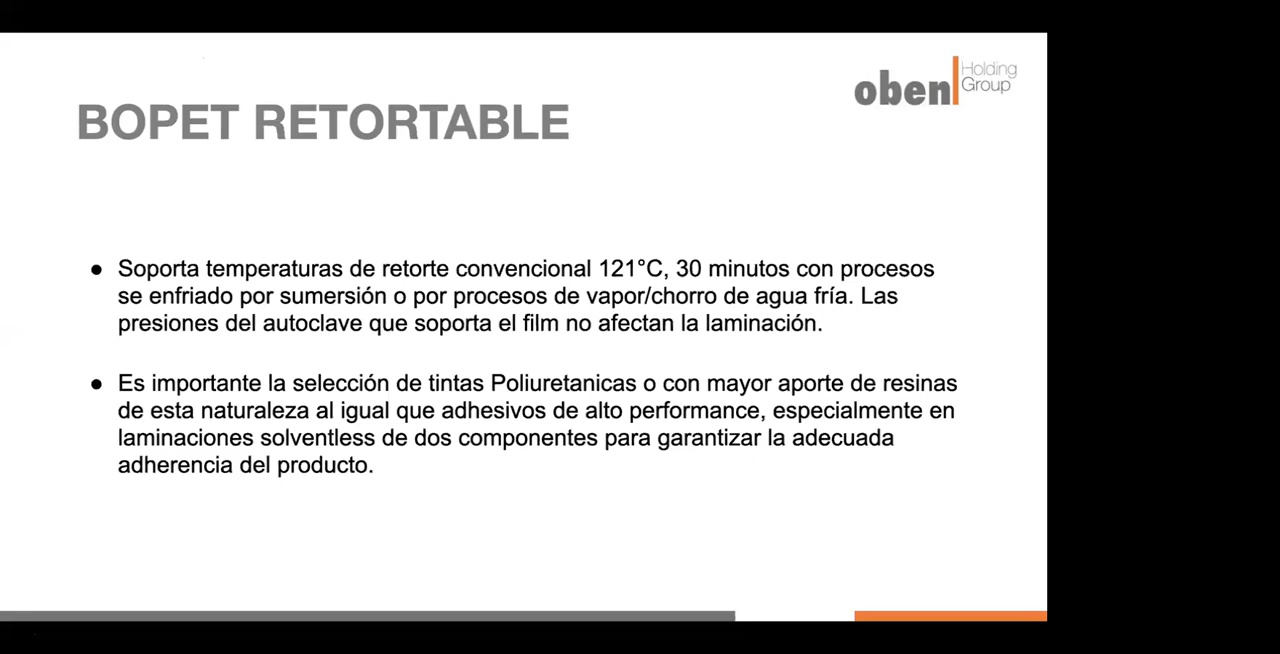 oben Holding
Group
BOPET RETORTABLE
● Soporta temperaturas de retorte convencional 121°C, 30 minutos con procesos
se enfriado por sumersión o por procesos de vapor/chorro de agua fría. Las
presiones del autoclave que soporta el film no afectan la laminación.
● Es importante la selección de tintas Poliuretanicas o con mayor aporte de resinas
de esta naturaleza al igual que adhesivos de alto performance, especialmente en
laminaciones solventless de dos componentes para garantizar la adecuada
adherencia del producto.